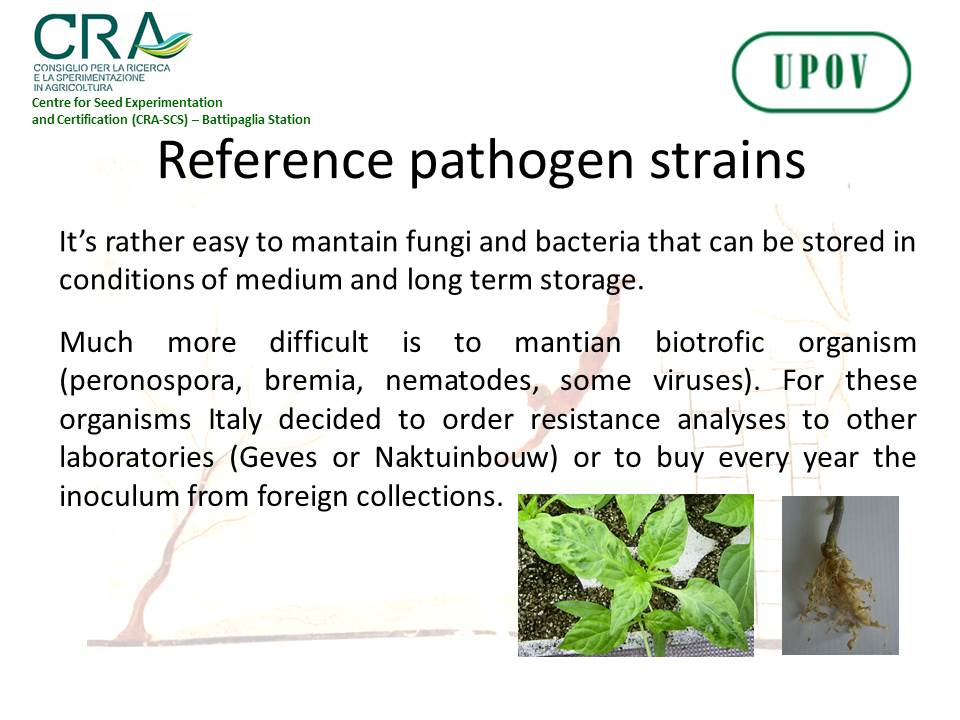 CRA
CONSIGLIO PER LA RICERCA
E LA SPERIMENTAZIONE
IN AGRICOLTURA
Centre for Seed Experimentation
and Certification (CRA-SCS) – Battipaglia Station
UPOV
Reference pathogen strains
It’s rather easy to mantain fungi and bacteria that can be stored in
conditions of medium and long term storage.
Much more difficult is to mantian biotrofic organism
(peronospora, bremia, nematodes, some viruses). For these
organisms Italy decided to order resistance analyses to other
laboratories (Geves or Naktuinbouw) or to buy every year the
inoculum from foreign collections.